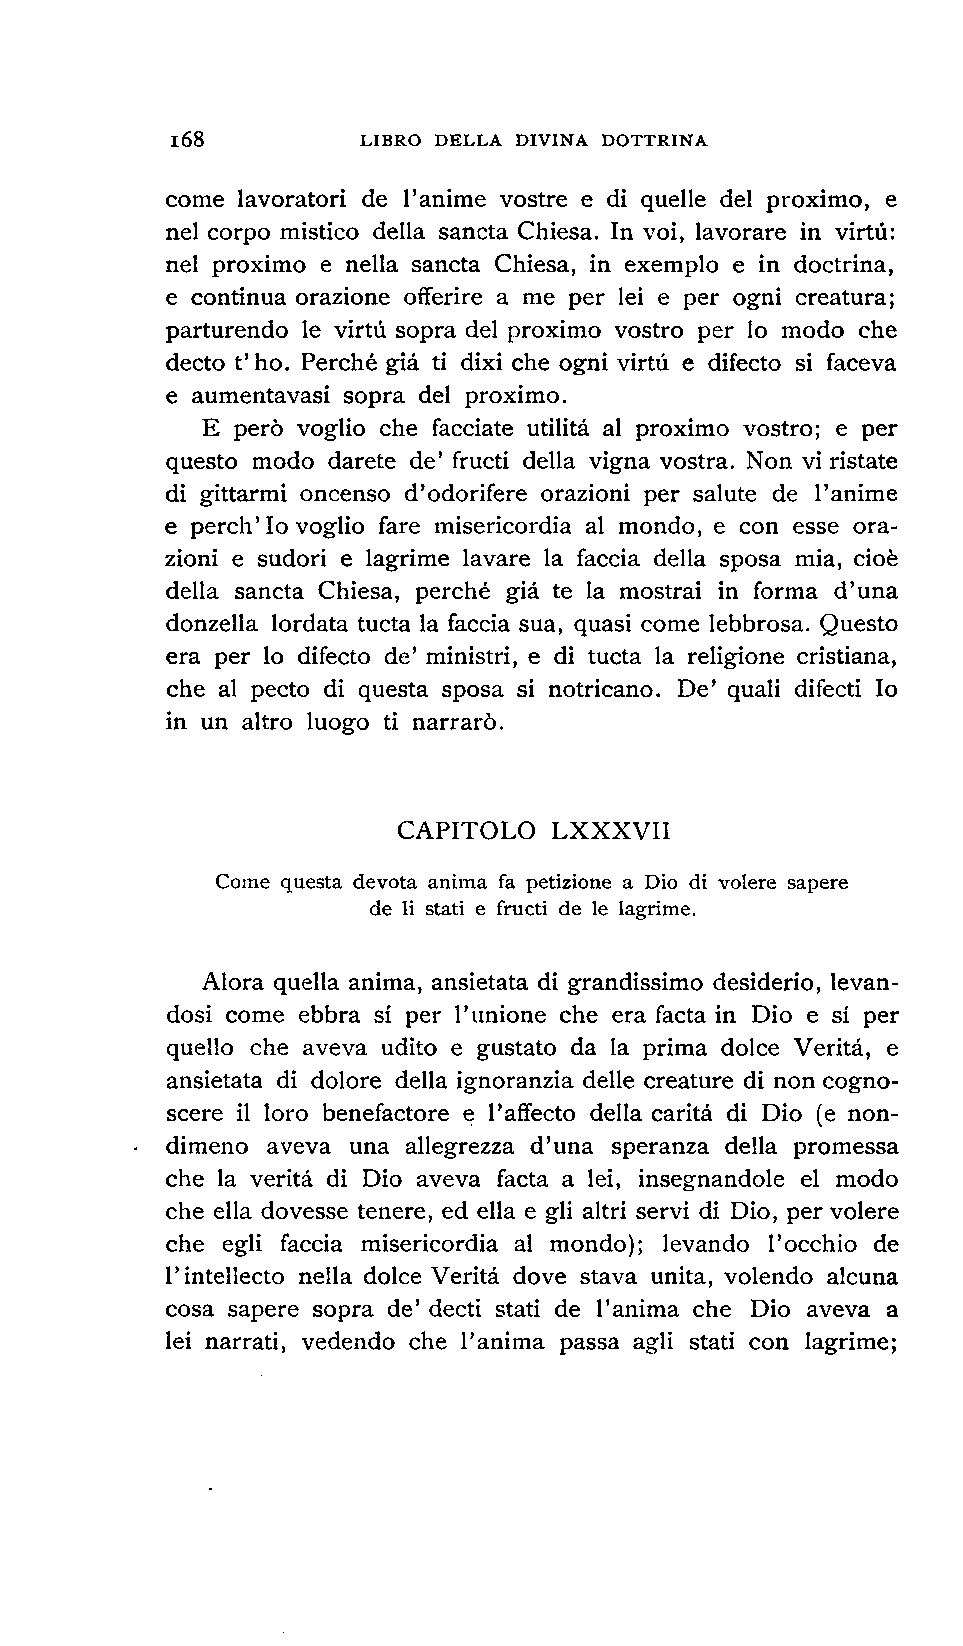 168 LIBRO DELLA DIVINA DOTTRINA
come lavoratori de l'anime vostre e di quelle del proximo, e
nel corpo mistico della sancta Chiesa. In voi, lavorare in virtú:
nel proximo e nella sancta Chiesa, in exemplo e in doctrina,
e continua orazione offerire a me per lei e per ogni creatura;
parturendo le virtú sopra del proximo vostro per lo modo che
decto t' ho. Perché giá ti dixi che ogni virtú e difecto si faceva
e aumentavasi sopra del proximo.
E però voglio che facciate utilitá al proximo vostro; e per
questo modo darete de' fructi della vigna vostra. Non vi ristate
di gittarmi oncenso d'odorifere orazioni per salute de l'anime
e perch' Io voglio fare misericordia al mondo, e con esse ora-
zioni e sudori e lagrime lavare la faccia della sposa mia, cioè
della sancta Chiesa, perché giá te la mostrai in forma d'una
donzella lordata tucta la faccia sua, quasi come lebbrosa. Questo
era per lo difecto de' ministri, e di tucta la religione cristiana,
che al pecto di questa sposa si notricano. De' quali difecti Io
in un altro luogo ti narrarò.
CAPITOLO LXXXVII
Come questa devota anima fa petizione a Dio di volere sapere
de li stati e fructi de le lagrime.
Alora quella anima, ansietata di grandissimo desiderio, levan-
dosi come ebbra sí per l'unione che era facta in Dio e sí per
quello che aveva udito e gustato da la prima dolce Veritá, e
ansietata di dolore della ignoranzia delle creature di non cogno-
scere il loro benefactore e l'affecto della caritá di Dio (e non-
dimeno aveva una allegrezza d'una speranza della promessa
che la veritá di Dio aveva facta a lei, insegnandole el modo
che ella dovesse tenere, ed ella e gli altri servi di Dio, per volere
che egli faccia misericordia al mondo); levando l'occhio de
l' intellecto nella dolce Veritá dove stava unita, volendo alcuna
cosa sapere sopra de' decti stati de l'anima che Dio aveva a
lei narrati, vedendo che l'anima passa agli stati con lagrime;